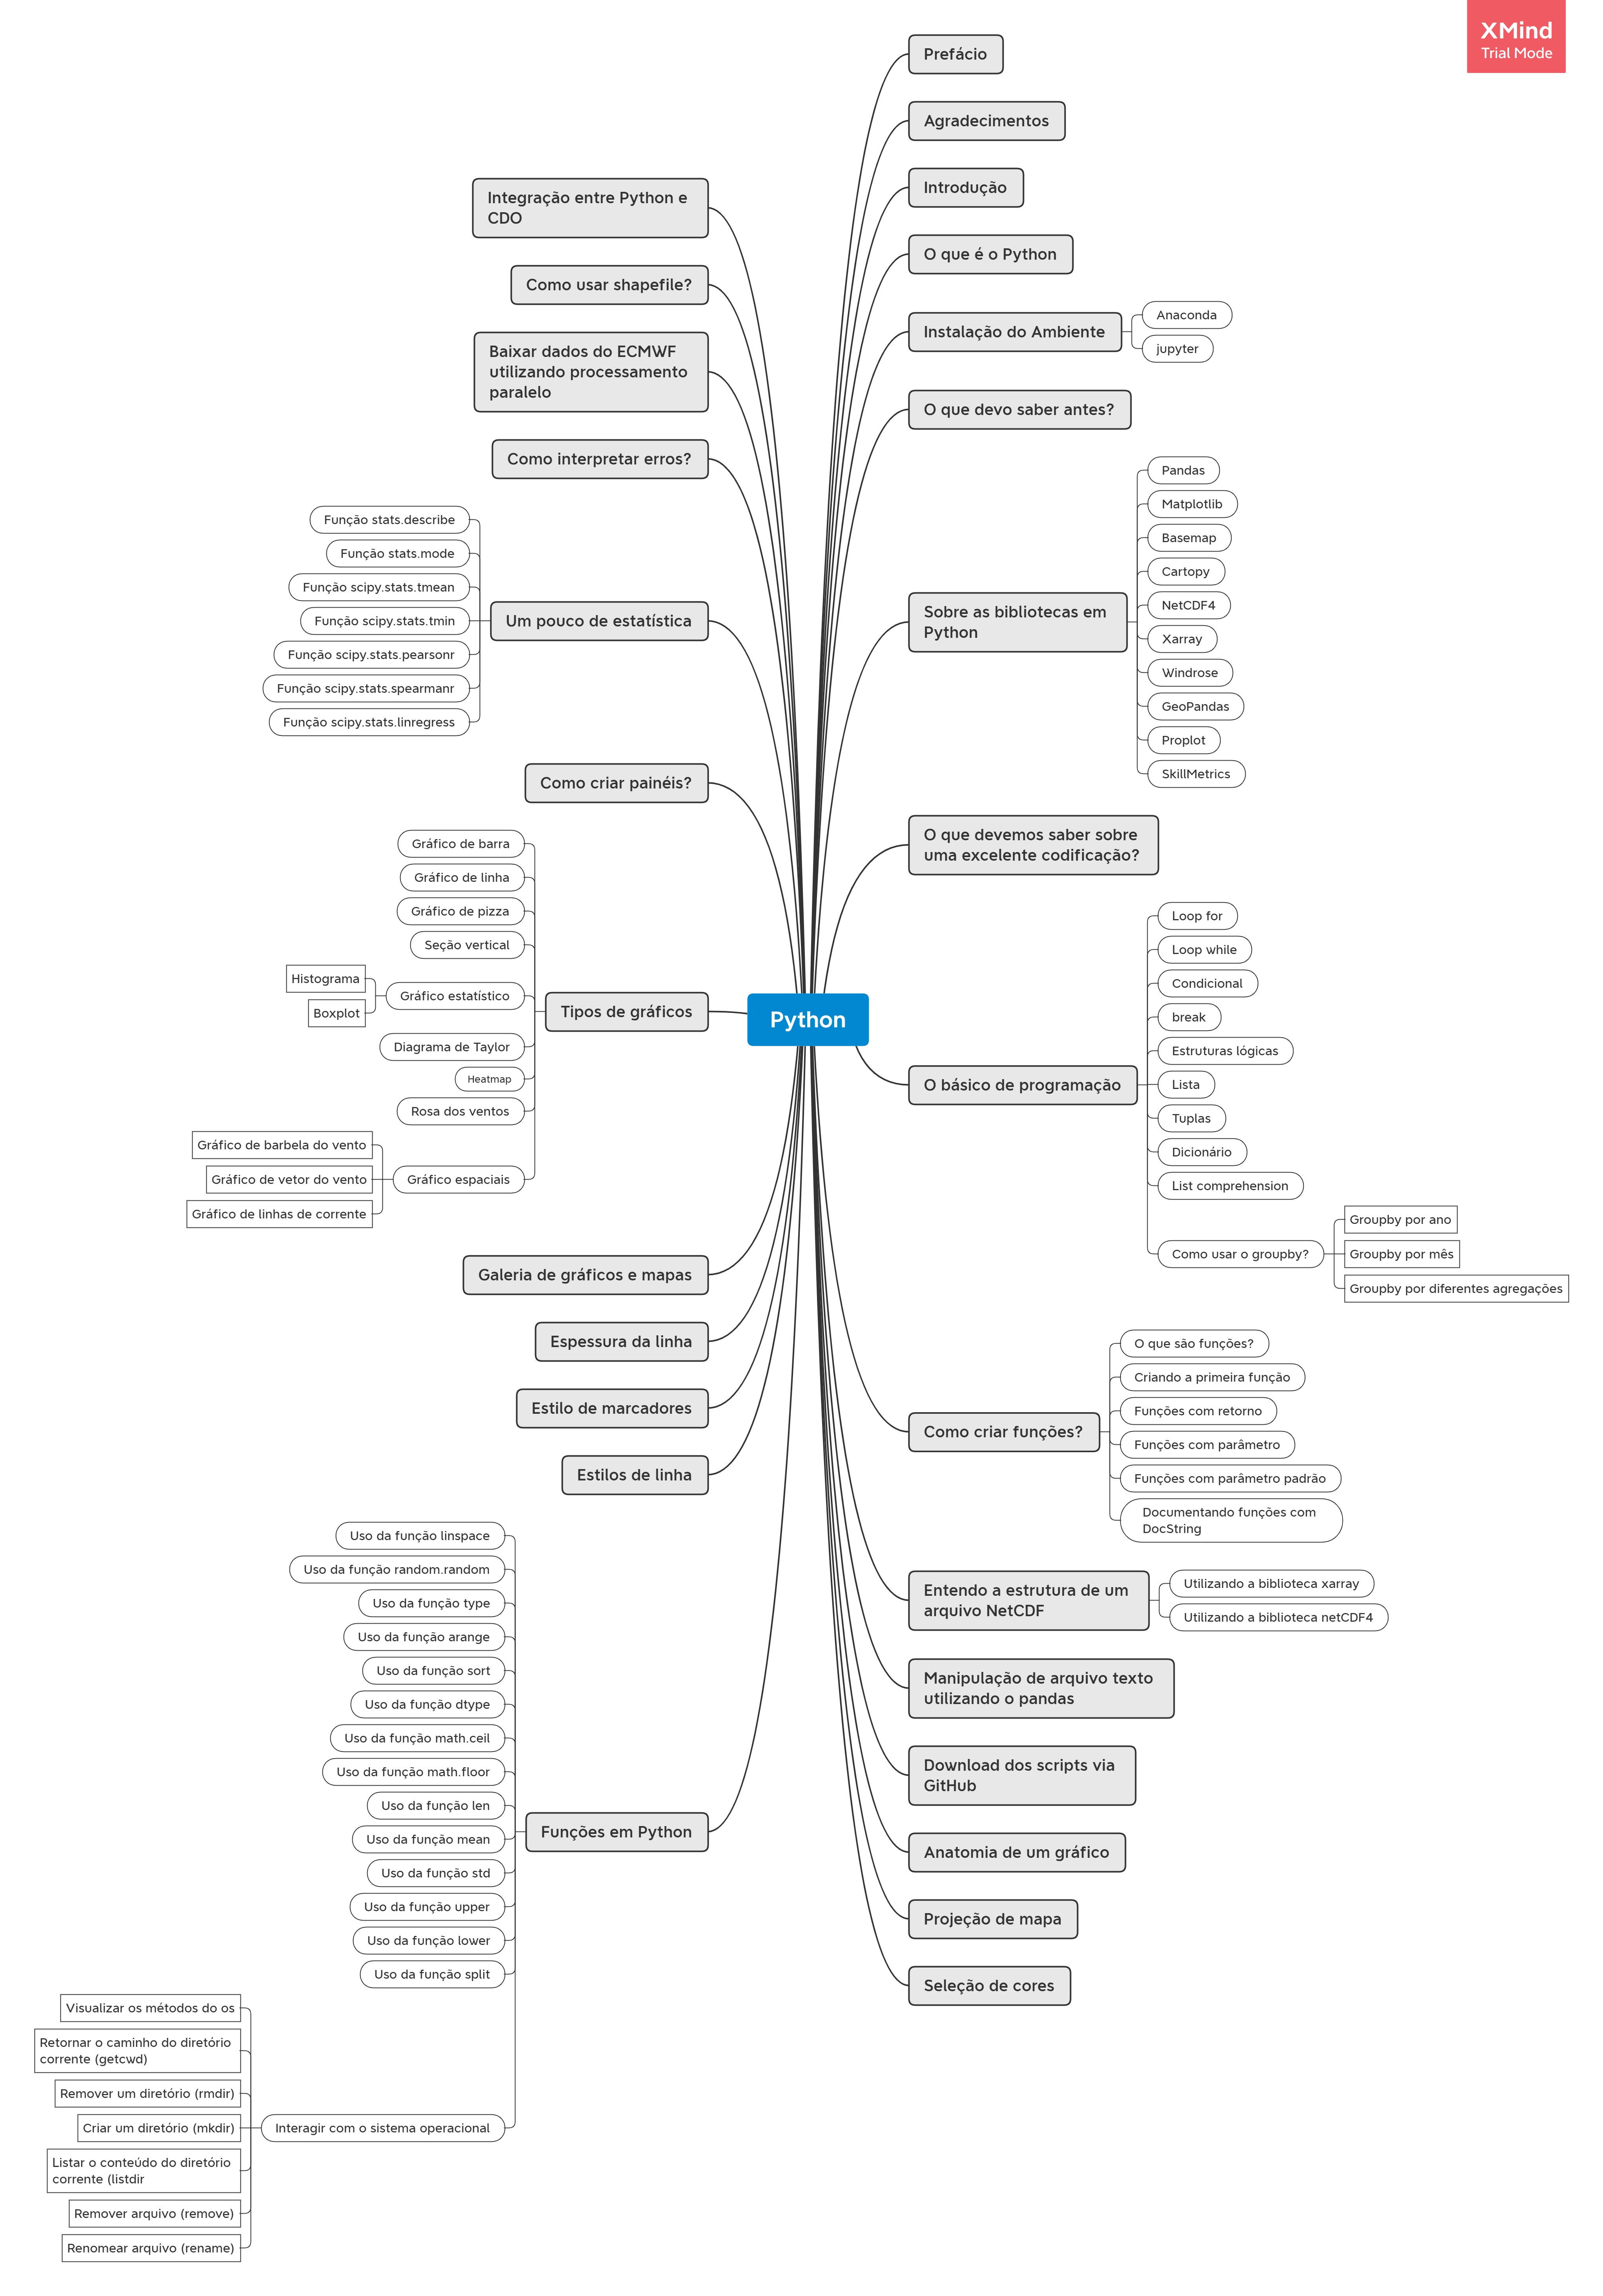 XMind
Trial Mode
Python
Prefácio
Agradecimentos
Introdução
O que é o Python
Instalação do Ambiente
Anaconda
jupyter
O que devo saber antes?
Sobre as bibliotecas em
Python
Pandas
Matplotlib
Basemap
Cartopy
NetCDF4
Xarray
Windrose
GeoPandas
Proplot
SkillMetrics
O que devemos saber sobre
uma excelente codificação?
O básico de programação
Loop for
Loop while
Condicional
break
Estruturas lógicas
Lista
Tuplas
Dicionário
List comprehension
Como usar o groupby?
Groupby por ano
Groupby por mês
Groupby por diferentes agregações
Como criar funções?
O que são funções?
Criando a primeira função
Funções com retorno
Funções com parâmetro
Funções com parâmetro padrão
Documentando funções com
DocString
Entendo a estrutura de um
arquivo NetCDF
Utilizando a biblioteca xarray
Utilizando a biblioteca netCDF4
Manipulação de arquivo texto
utilizando o pandas
Download dos scripts via
GitHub
Anatomia de um gráfico
Projeção de mapa
Seleção de cores
Integração entre Python e
CDO
Como usar shapefile?
Baixar dados do ECMWF
utilizando processamento
paralelo
Como interpretar erros?
Um pouco de estatística
Função stats.describe
Função stats.mode
Função scipy.stats.tmean
Função scipy.stats.tmin
Função scipy.stats.pearsonr
Função scipy.stats.spearmanr
Função scipy.stats.linregress
Como criar painéis?
Tipos de gráficos
Gráfico de barra
Gráfico de linha
Gráfico de pizza
Seção vertical
Gráfico estatístico
Histograma
Boxplot
Diagrama de Taylor
Heatmap
Rosa dos ventos
Gráfico espaciais
Gráfico de barbela do vento
Gráfico de vetor do vento
Gráfico de linhas de corrente
Galeria de gráficos e mapas
Espessura da linha
Estilo de marcadores
Estilos de linha
Funções em Python
Uso da função linspace
Uso da função random.random
Uso da função type
Uso da função arange
Uso da função sort
Uso da função dtype
Uso da função math.ceil
Uso da função math.floor
Uso da função len
Uso da função mean
Uso da função std
Uso da função upper
Uso da função lower
Uso da função split
Interagir com o sistema operacional
Visualizar os métodos do os
Retornar o caminho do diretório
corrente (getcwd)
Remover um diretório (rmdir)
Criar um diretório (mkdir)
Listar o conteúdo do diretório
corrente (listdir
Remover arquivo (remove)
Renomear arquivo (rename)